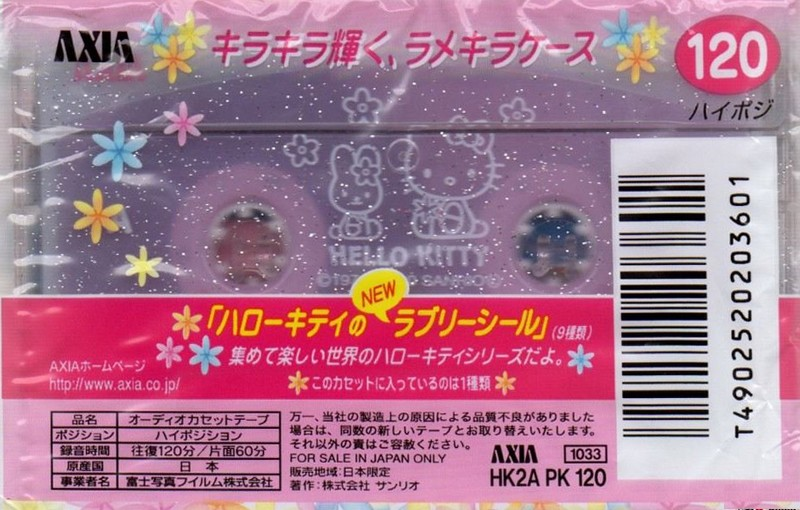 AXIA
キラキラ輝く、ラメキラケース
120
ハイポジ
HELLO KITTY
NEW
「ハローキティの ラブリーシール」(9種類)
集めて楽しい世界のハローキティシリーズだよ。
このカセットに入っているのは1種類
AXIAホームページ
http://www.axia.co.jp/
品名 オーディオカセットテープ
ポジション ハイポジション
録音時間 往復120分/片面60分
原産国 日本
事業者名 富士写真フイルム株式会社
万一、当社の製造上の原因による品質不良がありました
場合は、同数の新しいテープとお取り替えいたします。
それ以外の責はご容赦ください。
FOR SALE IN JAPAN ONLY
販売地域:日本限定
著作:株式会社 サンリオ
AXIA 1033
HK2A PK 120
T4902520203601